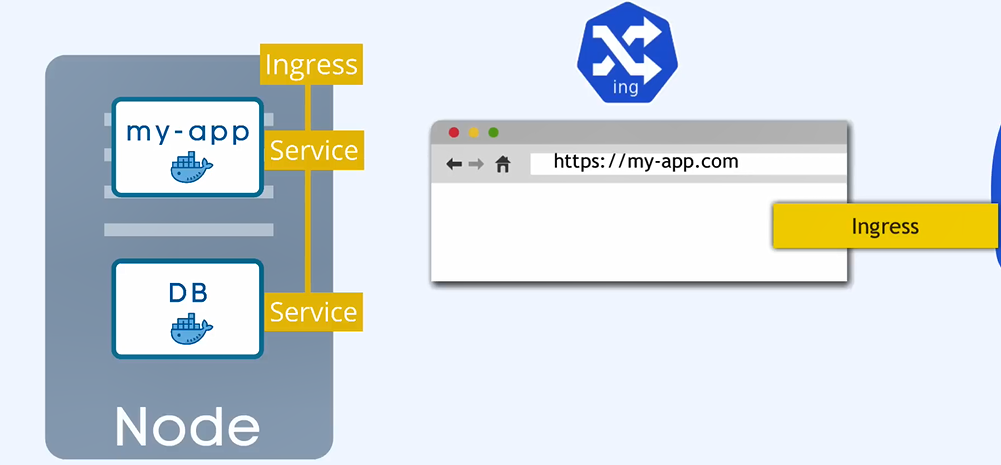 Ingress
my-app
Service
DB
Service
Node
ing
https://my-app.com
Ingress